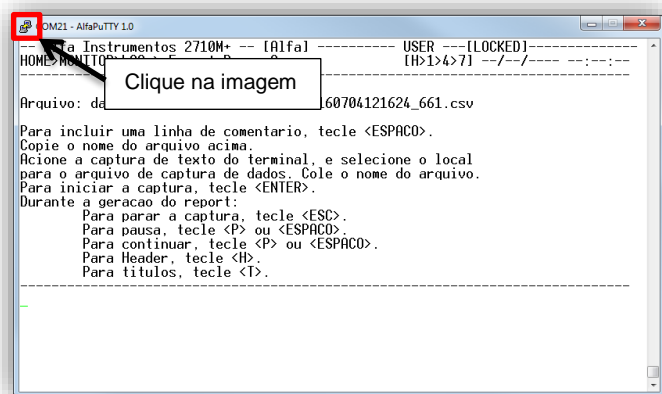 COM21 - AlfaPuTTY 1.0
-- a Instrumentos 2710M+ -- [Alfa] ---------- USER ---[LOCKED]-------------
HOME>MONITOR [H>1>4>7] --/--/---- --:--:--
Clique na imagem
Arquivo: da 160704121624_661.csv
Para incluir uma linha de comentario, tecle <ESPACO>.
Copie o nome do arquivo acima.
Acione a captura de texto do terminal, e selecione o local
para o arquivo de captura de dados. Cole o nome do arquivo.
Para iniciar a captura, tecle <ENTER>.
Durante a geracao do report:
Para parar a captura, tecle <ESC>.
Para pausa, tecle <P> ou <ESPACO>.
Para continuar, tecle <P> ou <ESPACO>.
Para Header, tecle <H>.
Para titulos, tecle <T>.